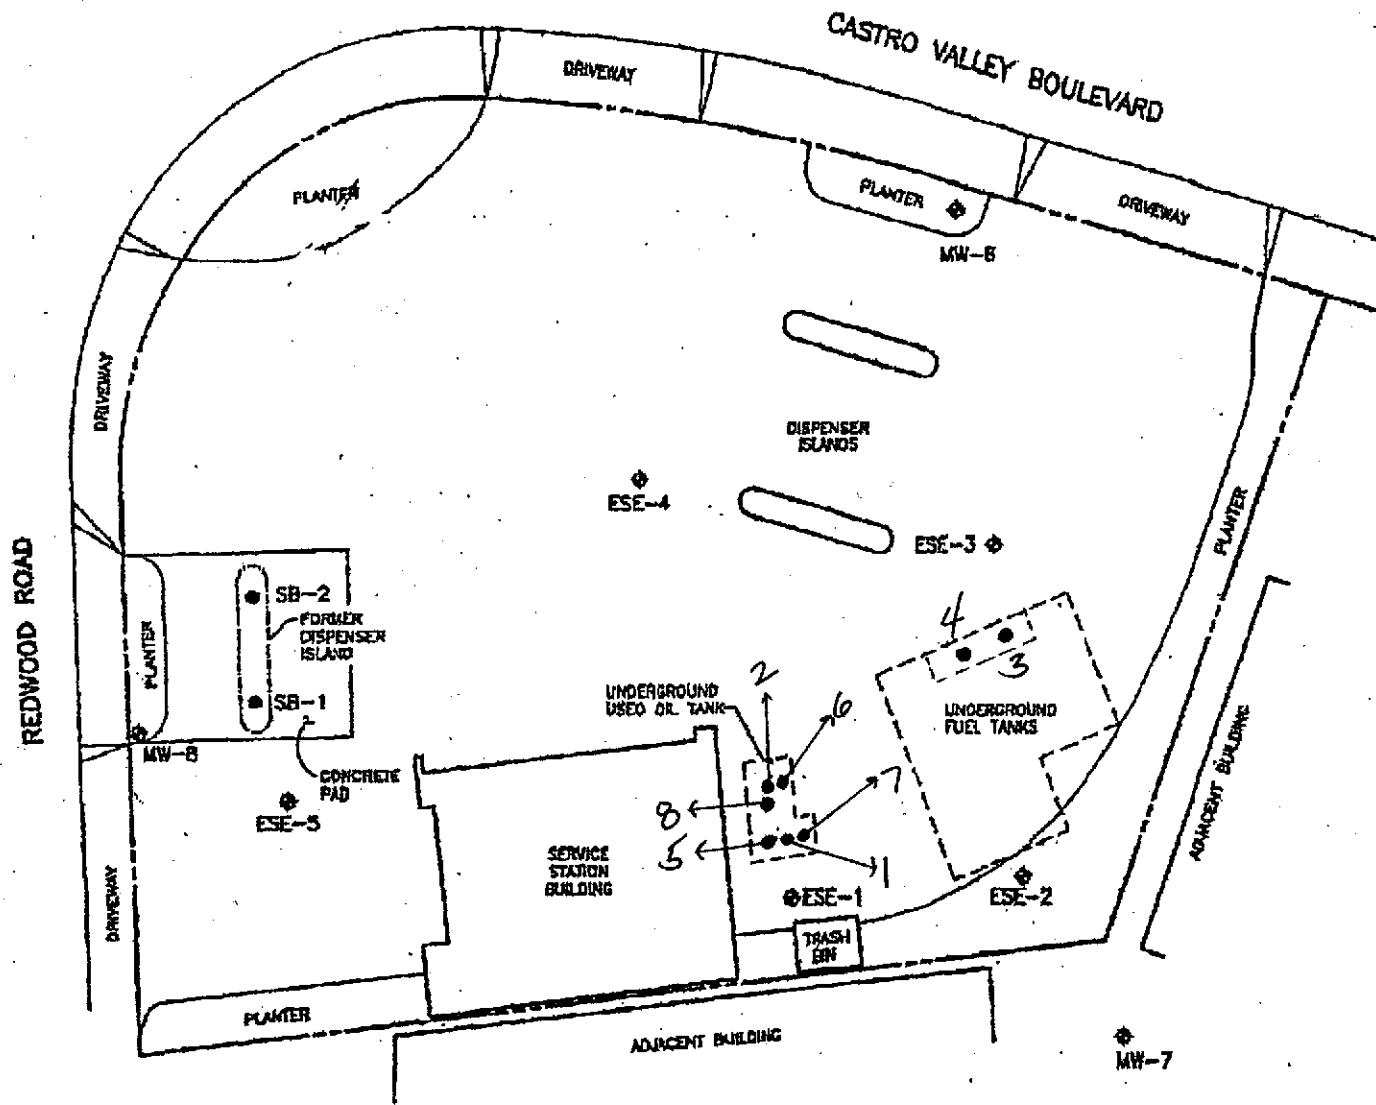 CASTRO VALLEY BOULEVARD
DRIVEWAY
PLANTER
PLANTER
DRIVEWAY
MW-6
DRIVEWAY
DISPENSER
ISLANDS
ESE-4
ESE-3
PLANTER
REDWOOD ROAD
PLANTER
SB-2
FORMER
DISPENSER
ISLAND
SB-1
MW-8
CONCRETE
PAD
ESE-5
4
3
2
6
UNDERGROUND
USED OIL TANK
UNDERGROUND
FUEL TANKS
ADJACENT BUILDING
8
7
5
1
SERVICE
STATION
BUILDING
ESE-1
ESE-2
DRIVEWAY
TRASH
BIN
PLANTER
ADJACENT BUILDING
MW-7